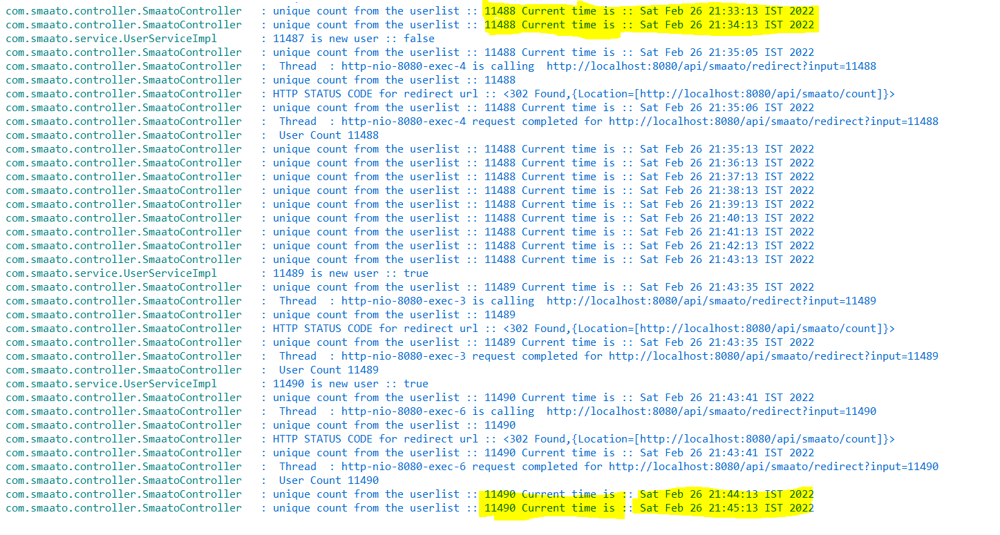 com.smaato.controller.SmaatoController : unique count from the userlist :: 11488 Current time is :: Sat Feb 26 21:33:13 IST 2022
com.smaato.controller.SmaatoController : unique count from the userlist :: 11488 Current time is :: Sat Feb 26 21:34:13 IST 2022
com.smaato.service.UserServiceImpl : 11487 is new user :: false
com.smaato.controller.SmaatoController : unique count from the userlist :: 11488 Current time is :: Sat Feb 26 21:35:05 IST 2022
com.smaato.controller.SmaatoController : Thread : http-nio-8080-exec-4 is calling http://localhost:8080/api/smaato/redirect?input=11488
com.smaato.controller.SmaatoController : unique count from the userlist :: 11488
com.smaato.controller.SmaatoController : HTTP STATUS CODE for redirect url :: <302 Found,{Location=[http://localhost:8080/api/smaato/count]}>
com.smaato.controller.SmaatoController : unique count from the userlist :: 11488 Current time is :: Sat Feb 26 21:35:06 IST 2022
com.smaato.controller.SmaatoController : Thread : http-nio-8080-exec-4 request completed for http://localhost:8080/api/smaato/redirect?input=11488
com.smaato.controller.SmaatoController : User Count 11488
com.smaato.controller.SmaatoController : unique count from the userlist :: 11488 Current time is :: Sat Feb 26 21:35:13 IST 2022
com.smaato.controller.SmaatoController : unique count from the userlist :: 11488 Current time is :: Sat Feb 26 21:36:13 IST 2022
com.smaato.controller.SmaatoController : unique count from the userlist :: 11488 Current time is :: Sat Feb 26 21:37:13 IST 2022
com.smaato.controller.SmaatoController : unique count from the userlist :: 11488 Current time is :: Sat Feb 26 21:38:13 IST 2022
com.smaato.controller.SmaatoController : unique count from the userlist :: 11488 Current time is :: Sat Feb 26 21:39:13 IST 2022
com.smaato.controller.SmaatoController : unique count from the userlist :: 11488 Current time is :: Sat Feb 26 21:40:13 IST 2022
com.smaato.controller.SmaatoController : unique count from the userlist :: 11488 Current time is :: Sat Feb 26 21:41:13 IST 2022
com.smaato.controller.SmaatoController : unique count from the userlist :: 11488 Current time is :: Sat Feb 26 21:42:13 IST 2022
com.smaato.controller.SmaatoController : unique count from the userlist :: 11488 Current time is :: Sat Feb 26 21:43:13 IST 2022
com.smaato.service.UserServiceImpl : 11489 is new user :: true
com.smaato.controller.SmaatoController : unique count from the userlist :: 11489 Current time is :: Sat Feb 26 21:43:35 IST 2022
com.smaato.controller.SmaatoController : Thread : http-nio-8080-exec-3 is calling http://localhost:8080/api/smaato/redirect?input=11489
com.smaato.controller.SmaatoController : unique count from the userlist :: 11489
com.smaato.controller.SmaatoController : HTTP STATUS CODE for redirect url :: <302 Found,{Location=[http://localhost:8080/api/smaato/count]}>
com.smaato.controller.SmaatoController : unique count from the userlist :: 11489 Current time is :: Sat Feb 26 21:43:35 IST 2022
com.smaato.controller.SmaatoController : Thread : http-nio-8080-exec-3 request completed for http://localhost:8080/api/smaato/redirect?input=11489
com.smaato.controller.SmaatoController : User Count 11489
com.smaato.service.UserServiceImpl : 11490 is new user :: true
com.smaato.controller.SmaatoController : unique count from the userlist :: 11490 Current time is :: Sat Feb 26 21:43:41 IST 2022
com.smaato.controller.SmaatoController : Thread : http-nio-8080-exec-6 is calling http://localhost:8080/api/smaato/redirect?input=11490
com.smaato.controller.SmaatoController : unique count from the userlist :: 11490
com.smaato.controller.SmaatoController : HTTP STATUS CODE for redirect url :: <302 Found,{Location=[http://localhost:8080/api/smaato/count]}>
com.smaato.controller.SmaatoController : unique count from the userlist :: 11490 Current time is :: Sat Feb 26 21:43:41 IST 2022
com.smaato.controller.SmaatoController : Thread : http-nio-8080-exec-6 request completed for http://localhost:8080/api/smaato/redirect?input=11490
com.smaato.controller.SmaatoController : User Count 11490
com.smaato.controller.SmaatoController : unique count from the userlist :: 11490 Current time is :: Sat Feb 26 21:44:13 IST 2022
com.smaato.controller.SmaatoController : unique count from the userlist :: 11490 Current time is :: Sat Feb 26 21:45:13 IST 2022